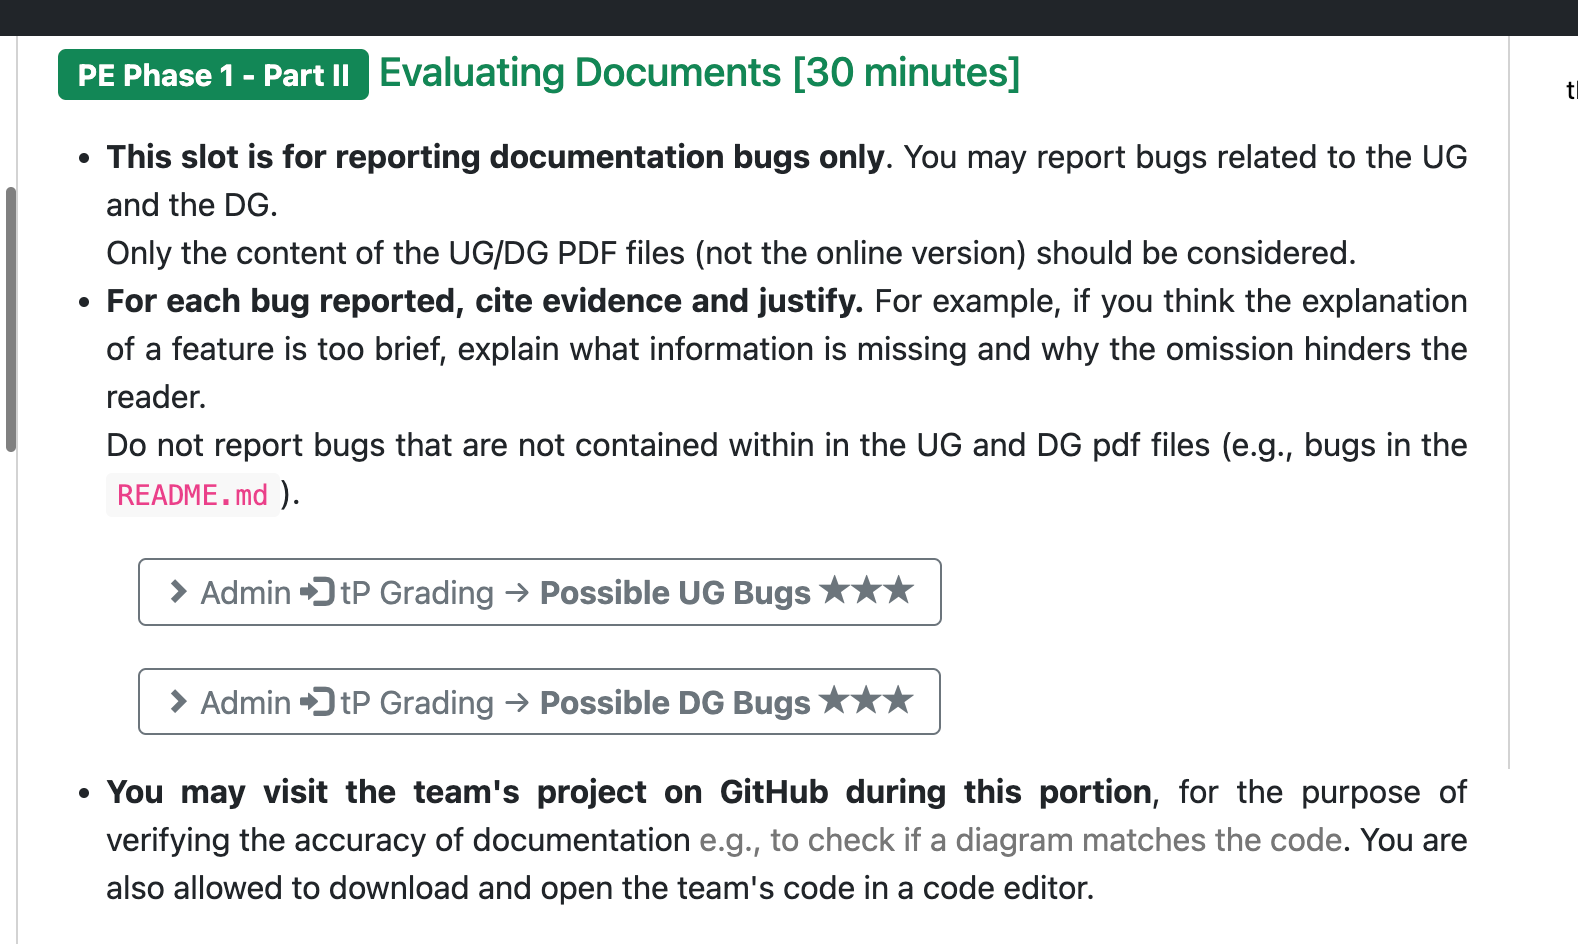 PE Phase 1 - Part II Evaluating Documents [30 minutes]
This slot is for reporting documentation bugs only. You may report bugs related to the UG
and the DG.
Only the content of the UG/DG PDF files (not the online version) should be considered.
For each bug reported, cite evidence and justify. For example, if you think the explanation
of a feature is too brief, explain what information is missing and why the omission hinders the
reader.
Do not report bugs that are not contained within in the UG and DG pdf files (e.g., bugs in the
README.md ).
Admin tP Grading → Possible UG Bugs ★★★
Admin tP Grading → Possible DG Bugs ★★★
You may visit the team's project on GitHub during this portion, for the purpose of
verifying the accuracy of documentation e.g., to check if a diagram matches the code. You are
also allowed to download and open the team's code in a code editor.